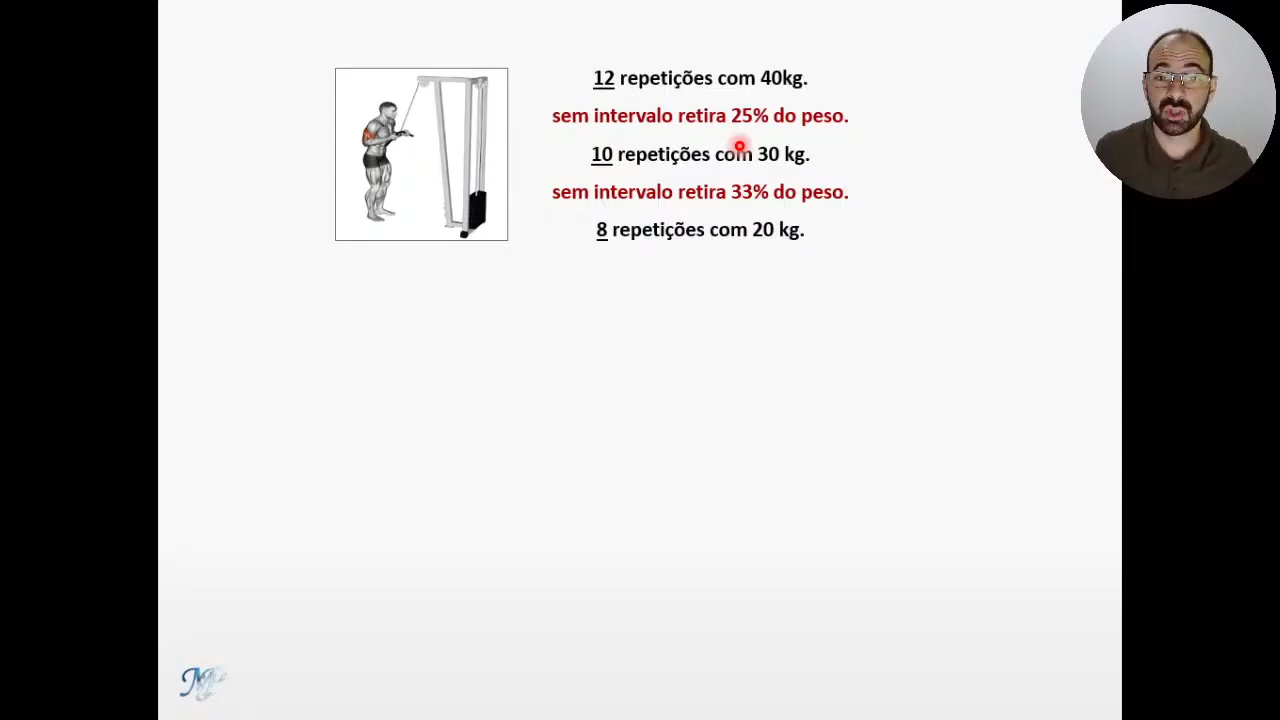 12 repetições com 40kg.
sem intervalo retira 25% do peso.
10 repetições com 30 kg.
sem intervalo retira 33% do peso.
8 repetições com 20 kg.